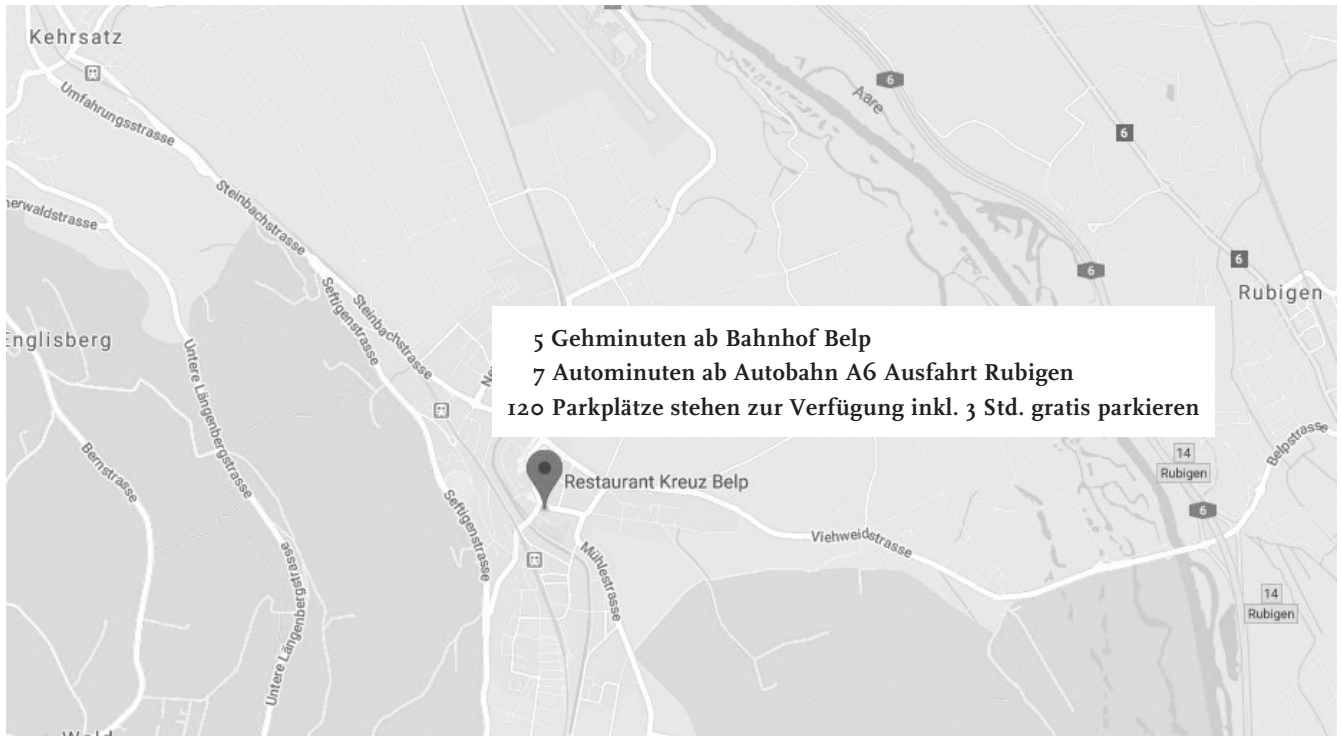 Kehrsatz
Umfahrungsstrasse
Aare
6
6
Steinbachstrasse
nerwaldstrasse
6
6
Rubigen
Seftigenstrasse
Steinbachstrasse
Englisberg
5 Gehminuten ab Bahnhof Belp
7 Autominuten ab Autobahn A6 Ausfahrt Rubigen
120 Parkplätze stehen zur Verfügung inkl. 3 Std. gratis parkieren
Untere Längenbergstrasse
Bernstrasse
Belpstrasse
14
Rubigen
Restaurant Kreuz Belp
Seftigenstrasse
6
Viehweidstrasse
Mühlestrasse
Untere Längenbergstrasse
14
Rubigen